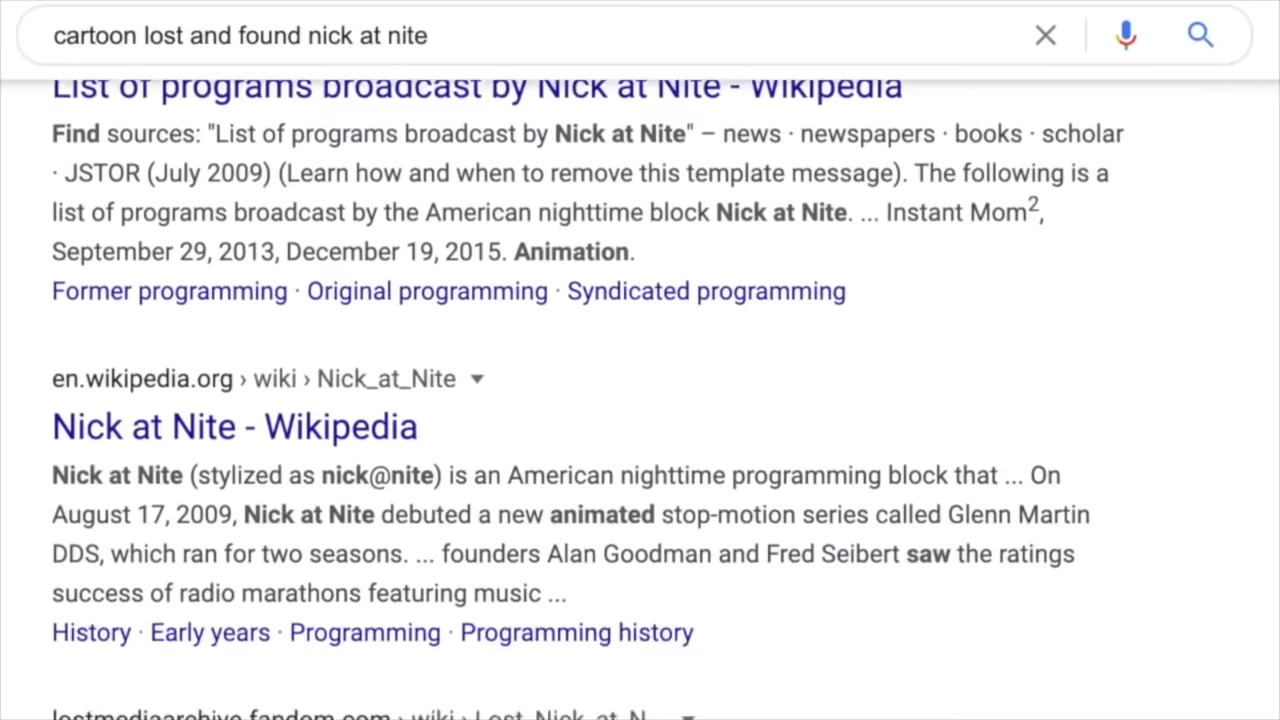 cartoon lost and found nick at nite
List of programs broadcast by Nick at Nite - Wikipedia
Find sources: "List of programs broadcast by Nick at Nite" – news · newspapers · books · scholar
· JSTOR (July 2009) (Learn how and when to remove this template message). The following is a
list of programs broadcast by the American nighttime block Nick at Nite. ... Instant Mom2,
September 29, 2013, December 19, 2015. Animation.
Former programming · Original programming · Syndicated programming
en.wikipedia.org › wiki › Nick_at_Nite
Nick at Nite - Wikipedia
Nick at Nite (stylized as nick@nite) is an American nighttime programming block that ... On
August 17, 2009, Nick at Nite debuted a new animated stop-motion series called Glenn Martin
DDS, which ran for two seasons. ... founders Alan Goodman and Fred Seibert saw the ratings
success of radio marathons featuring music ...
History · Early years · Programming · Programming history
lostmediaarchive.fandom.com › wiki › Lost_Nick_at_N...